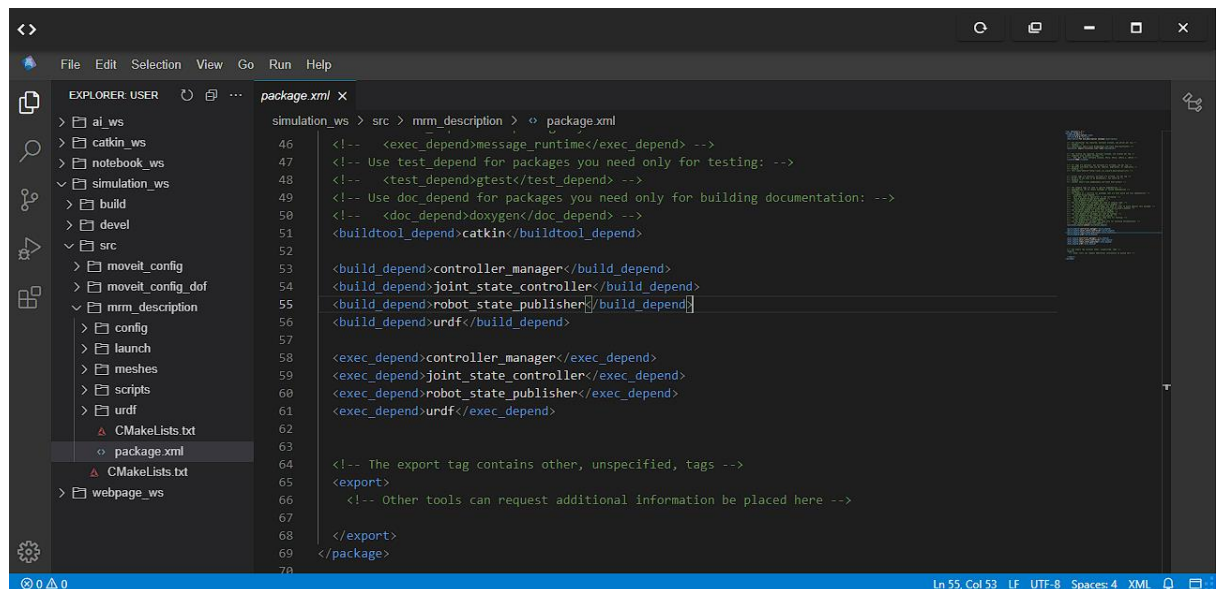 File Edit Selection View Go Run Help
EXPLORER: USER
package.xml
ai_ws
catkin_ws
notebook_ws
simulation_ws
build
devel
src
moveit_config
moveit_config_dof
mrm_description
config
launch
meshes
scripts
urdf
CMakeLists.txt
package.xml
CMakeLists.txt
webpage_ws
simulation_ws > src > mrm_description > package.xml
46 <!-- <exec_depend>message_runtime</exec_depend> -->
47 <!-- Use test_depend for packages you need only for testing: -->
48 <!-- <test_depend>gtest</test_depend> -->
49 <!-- Use doc_depend for packages you need only for building documentation: -->
50 <!-- <doc_depend>doxygen</doc_depend> -->
51 <buildtool_depend>catkin</buildtool_depend>
52
53 <build_depend>controller_manager</build_depend>
54 <build_depend>joint_state_controller</build_depend>
55 <build_depend>robot_state_publisher</build_depend>
56 <build_depend>urdf</build_depend>
57
58 <exec_depend>controller_manager</exec_depend>
59 <exec_depend>joint_state_controller</exec_depend>
60 <exec_depend>robot_state_publisher</exec_depend>
61 <exec_depend>urdf</exec_depend>
62
63
64 <!-- The export tag contains other, unspecified, tags -->
65 <export>
66 <!-- Other tools can request additional information be placed here -->
67
68 </export>
69 </package>
70
0 0
Ln 55, Col 53 LF UTF-8 Spaces: 4 XML